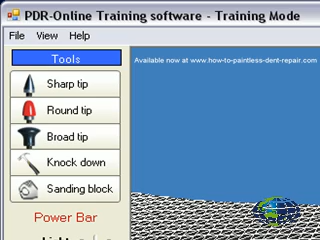 PDR-Online Training software - Training Mode
File View Help
Tools
Available now at www.how-to-paintless-dent-repair.com
Sharp tip
Round tip
Broad tip
Knock down
Sanding block
Power Bar